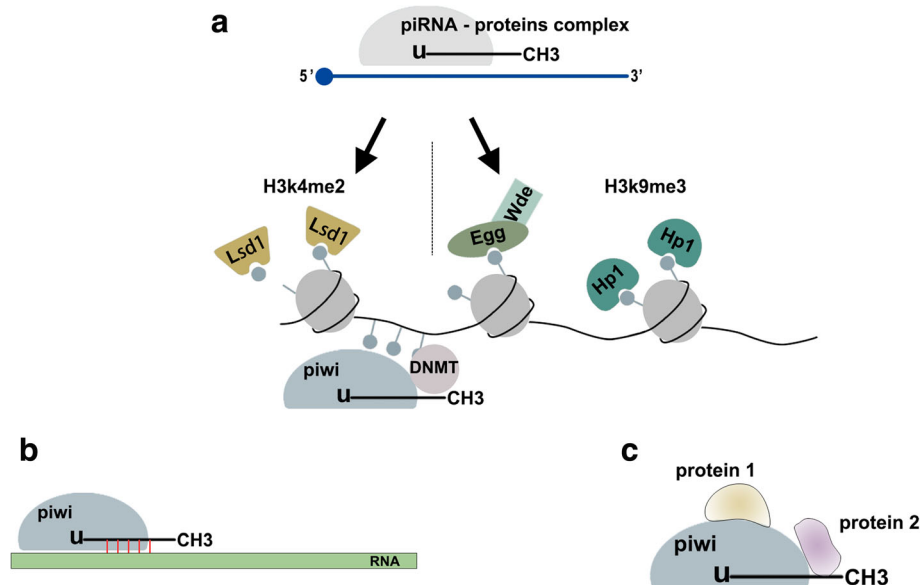 a
piRNA - proteins complex
u CH3
5' 3'
H3k4me2
H3k9me3
Wde
Lsd1
Lsd1
Egg
Hp1
Hp1
piwi
DNMT
u CH3
b
piwi
u CH3
RNA
c
protein 1
protein 2
piwi
u CH3